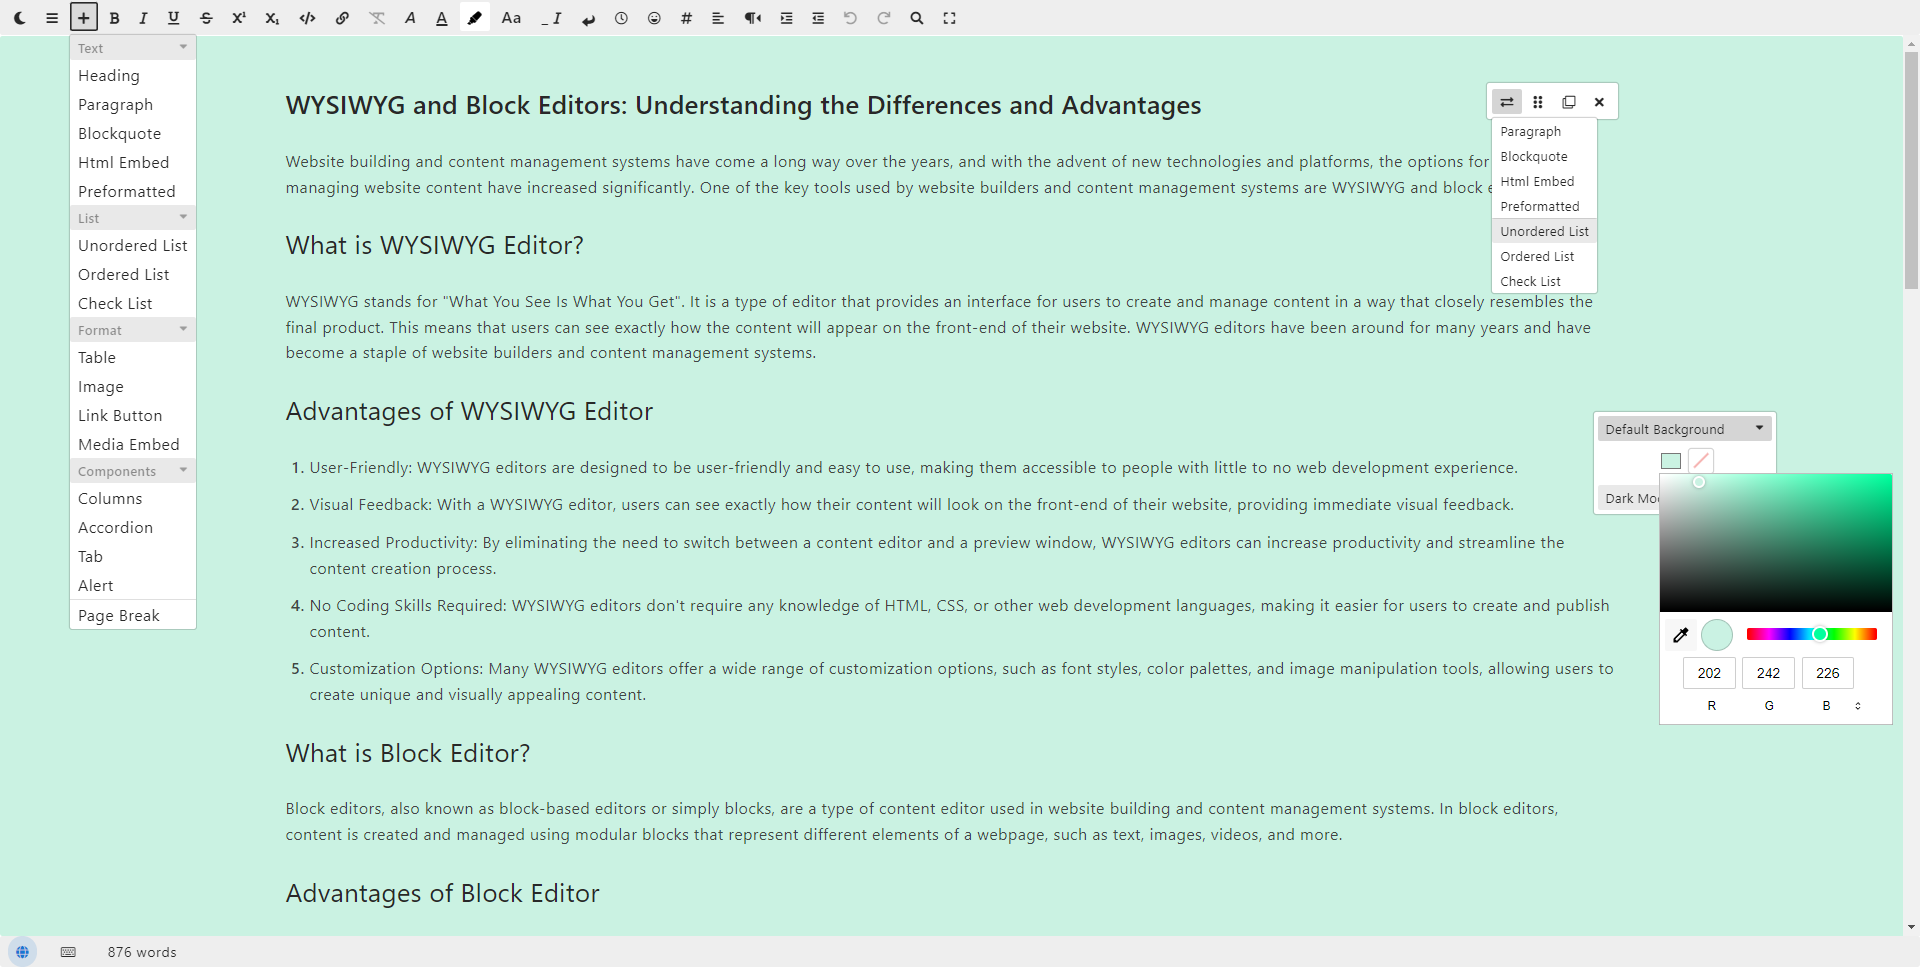 B I U S X¹ X₁ </> A A Aa _I #
Text
Heading
Paragraph
Blockquote
Html Embed
Preformatted
List
Unordered List
Ordered List
Check List
Format
Table
Image
Link Button
Media Embed
Components
Columns
Accordion
Tab
Alert
Page Break
WYSIWYG and Block Editors: Understanding the Differences and Advantages
Website building and content management systems have come a long way over the years, and with the advent of new technologies and platforms, the options for
managing website content have increased significantly. One of the key tools used by website builders and content management systems are WYSIWYG and block
What is WYSIWYG Editor?
WYSIWYG stands for "What You See Is What You Get". It is a type of editor that provides an interface for users to create and manage content in a way that closely resembles the
final product. This means that users can see exactly how the content will appear on the front-end of their website. WYSIWYG editors have been around for many years and have
become a staple of website builders and content management systems.
Advantages of WYSIWYG Editor
1. User-Friendly: WYSIWYG editors are designed to be user-friendly and easy to use, making them accessible to people with little to no web development experience.
2. Visual Feedback: With a WYSIWYG editor, users can see exactly how their content will look on the front-end of their website, providing immediate visual feedback.
3. Increased Productivity: By eliminating the need to switch between a content editor and a preview window, WYSIWYG editors can increase productivity and streamline the
content creation process.
4. No Coding Skills Required: WYSIWYG editors don't require any knowledge of HTML, CSS, or other web development languages, making it easier for users to create and publish
content.
5. Customization Options: Many WYSIWYG editors offer a wide range of customization options, such as font styles, color palettes, and image manipulation tools, allowing users to
create unique and visually appealing content.
What is Block Editor?
Block editors, also known as block-based editors or simply blocks, are a type of content editor used in website building and content management systems. In block editors,
content is created and managed using modular blocks that represent different elements of a webpage, such as text, images, videos, and more.
Advantages of Block Editor
Paragraph
Blockquote
Html Embed
Preformatted
Unordered List
Ordered List
Check List
Default Background
Dark
202 242 226
R G B
876 words